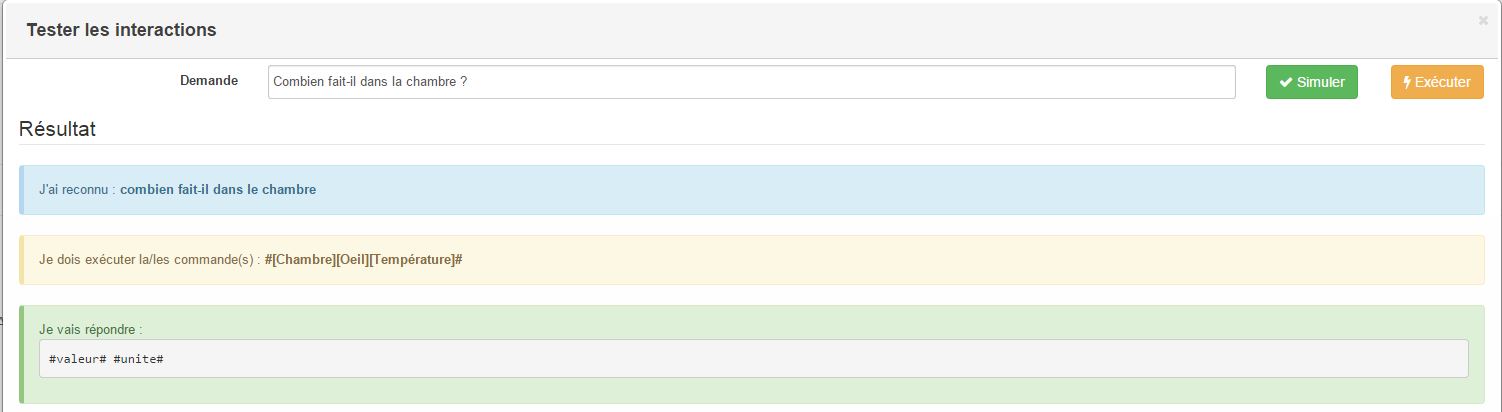 Tester les interactions
×
Demande Combien fait-il dans la chambre ? Simuler Exécuter
Résultat
J'ai reconnu : combien fait-il dans le chambre
Je dois exécuter la/les commande(s) : #[Chambre][Oeil][Température]#
Je vais répondre :
#valeur# #unite#